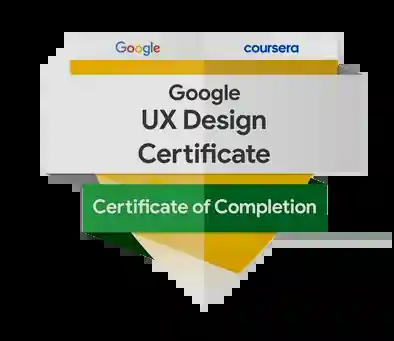 Google coursera
Google
UX Design
Certificate
Certificate of Completion